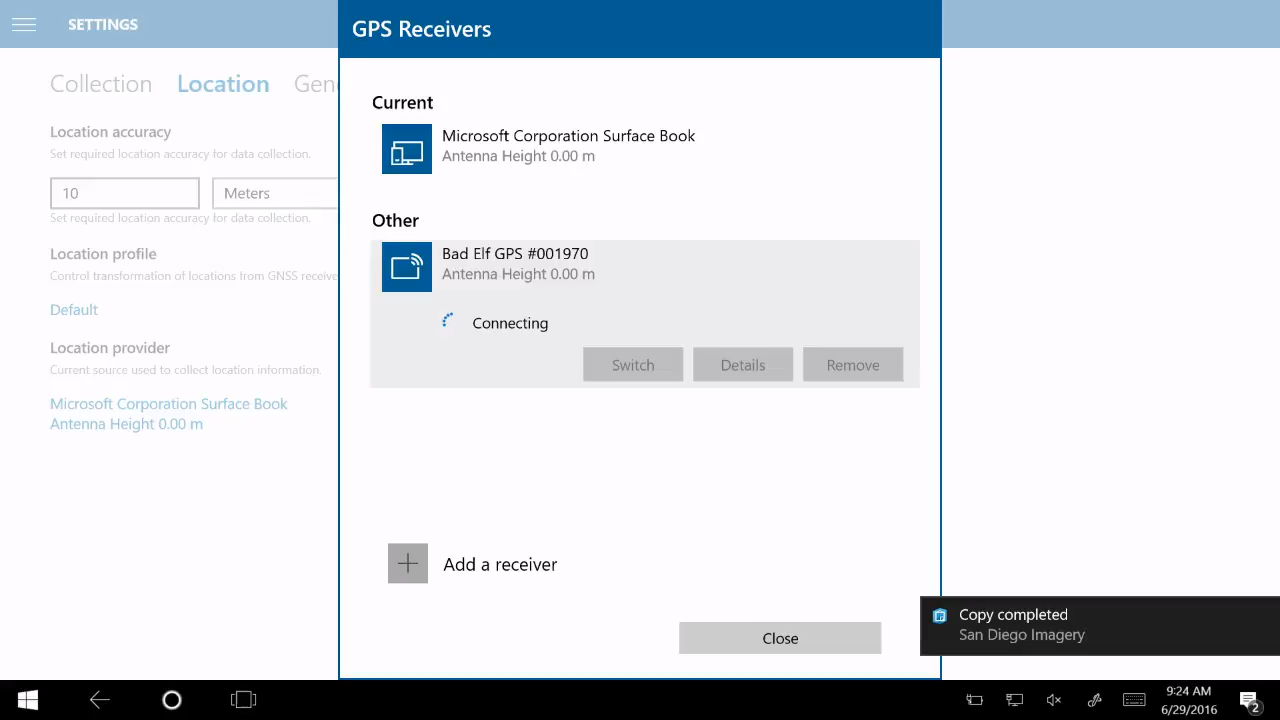 SETTINGS
GPS Receivers
Collection Location Gen
Location accuracy
Set required location accuracy for data collection.
10 Meters
Set required location accuracy for data collection.
Location profile
Control transformation of locations from GNSS receive
Default
Location provider
Current source used to collect location information.
Microsoft Corporation Surface Book
Antenna Height 0.00 m
Current
Microsoft Corporation Surface Book
Antenna Height 0.00 m
Other
Bad Elf GPS #001970
Antenna Height 0.00 m
Connecting
Switch Details Remove
Add a receiver
Close
Copy completed
San Diego Imagery
9:24 AM
6/29/2016
2